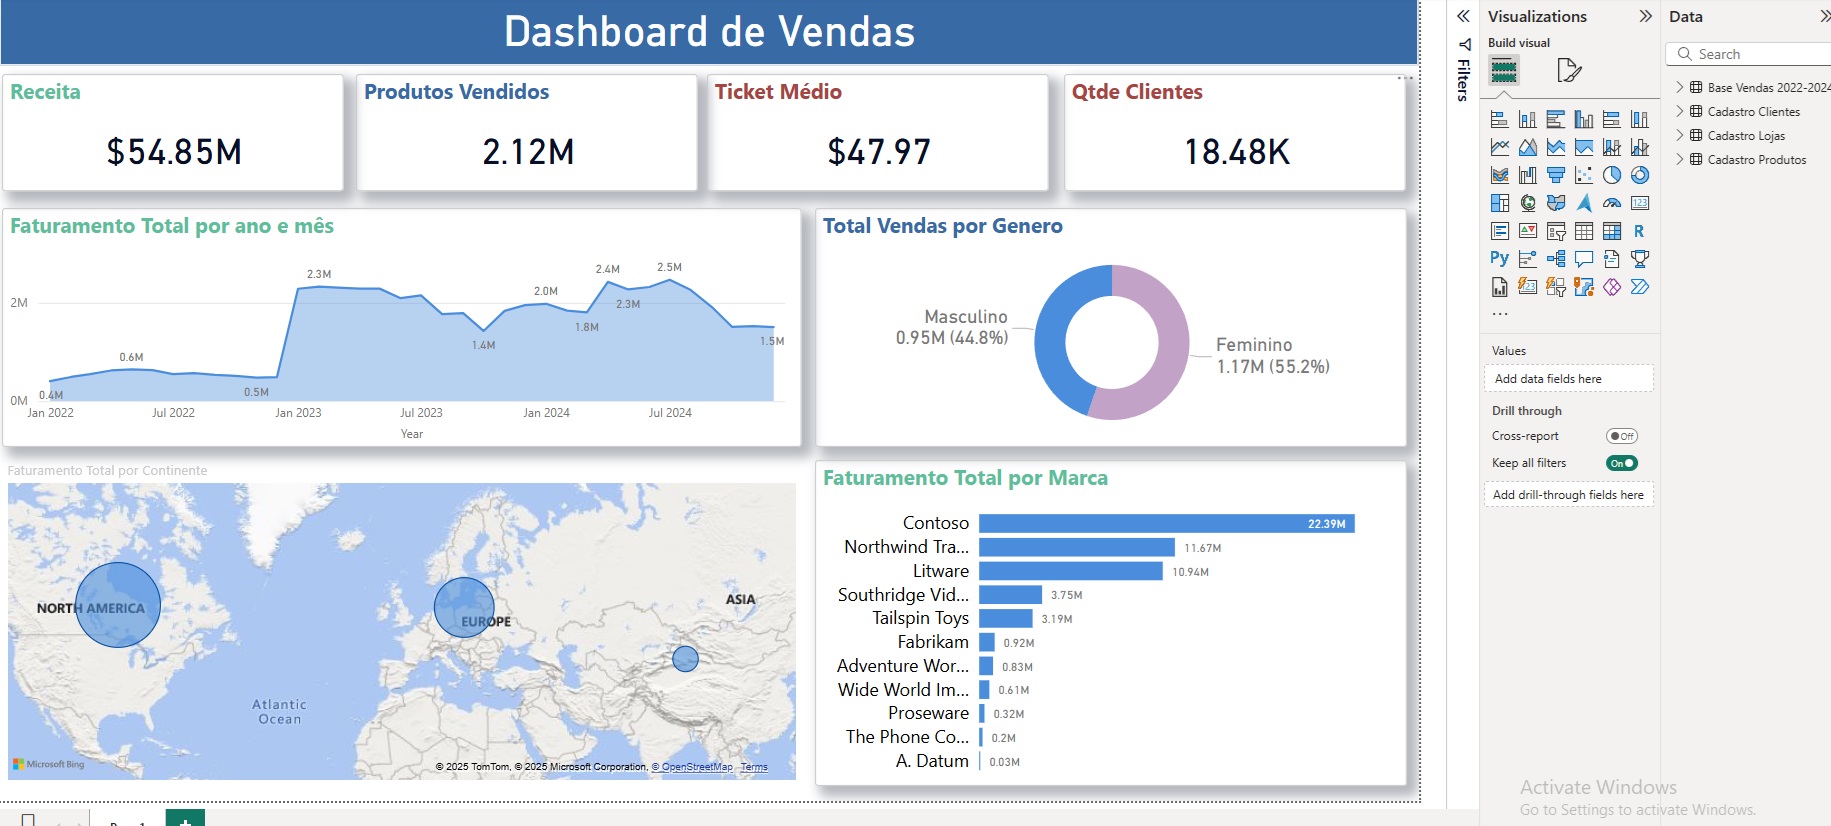 Dashboard de Vendas
Receita
$54.85M
Produtos Vendidos
2.12M
Ticket Médio
$47.97
Qtde Clientes
18.48K
Faturamento Total por ano e mês
2M
0M
0.4M
0.6M
0.5M
2.3M
1.4M
2.0M
1.8M
2.4M
2.3M
2.5M
1.5M
Jan 2022
Jul 2022
Jan 2023
Jul 2023
Jan 2024
Jul 2024
Year
Total Vendas por Genero
Masculino
0.95M (44.8%)
Feminino
1.17M (55.2%)
Faturamento Total por Continente
NORTH AMERICA
EUROPE
ASIA
Atlantic
Ocean
Microsoft Bing
© 2025 TomTom, © 2025 Microsoft Corporation, © OpenStreetMap Terms
Faturamento Total por Marca
Contoso 22.39M
Northwind Tra... 11.67M
Litware 10.94M
Southridge Vid... 3.75M
Tailspin Toys 3.19M
Fabrikam 0.92M
Adventure Wor... 0.83M
Wide World Im... 0.61M
Proseware 0.32M
The Phone Co... 0.2M
A. Datum 0.03M
Filters
Visualizations
Build visual
123
R
Py
123
...
Values
Add data fields here
Drill through
Cross-report Off
Keep all filters On
Add drill-through fields here
Data
Search
Base Vendas 2022-2024
Cadastro Clientes
Cadastro Lojas
Cadastro Produtos
Activate Windows
Go to Settings to activate Windows.